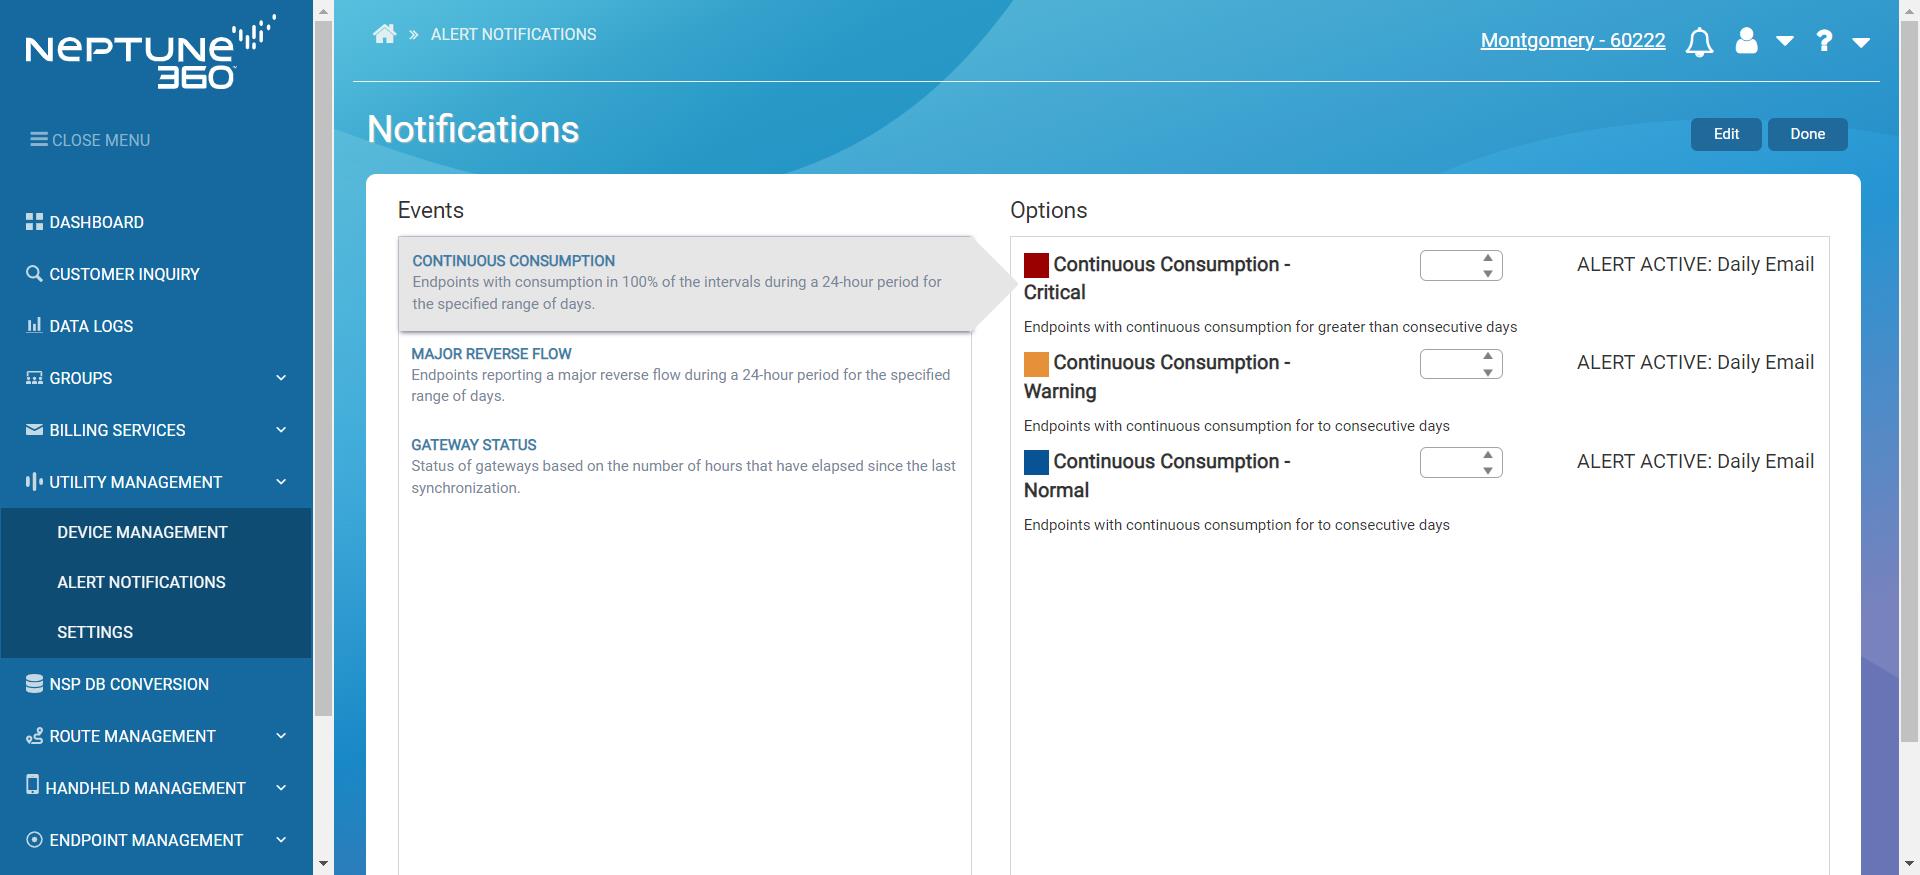 NEPTUNE
360
CLOSE MENU
DASHBOARD
CUSTOMER INQUIRY
DATA LOGS
GROUPS
BILLING SERVICES
UTILITY MANAGEMENT
DEVICE MANAGEMENT
ALERT NOTIFICATIONS
SETTINGS
NSP DB CONVERSION
ROUTE MANAGEMENT
HANDHELD MANAGEMENT
ENDPOINT MANAGEMENT
» ALERT NOTIFICATIONS
Montgomery - 60222
?
Notifications
Edit
Done
Events
CONTINUOUS CONSUMPTION
Endpoints with consumption in 100% of the intervals during a 24-hour period for
the specified range of days.
MAJOR REVERSE FLOW
Endpoints reporting a major reverse flow during a 24-hour period for the specified
range of days.
GATEWAY STATUS
Status of gateways based on the number of hours that have elapsed since the last
synchronization.
Options
Continuous Consumption -
Critical
ALERT ACTIVE: Daily Email
Endpoints with continuous consumption for greater than consecutive days
Continuous Consumption -
Warning
ALERT ACTIVE: Daily Email
Endpoints with continuous consumption for to consecutive days
Continuous Consumption -
Normal
ALERT ACTIVE: Daily Email
Endpoints with continuous consumption for to consecutive days